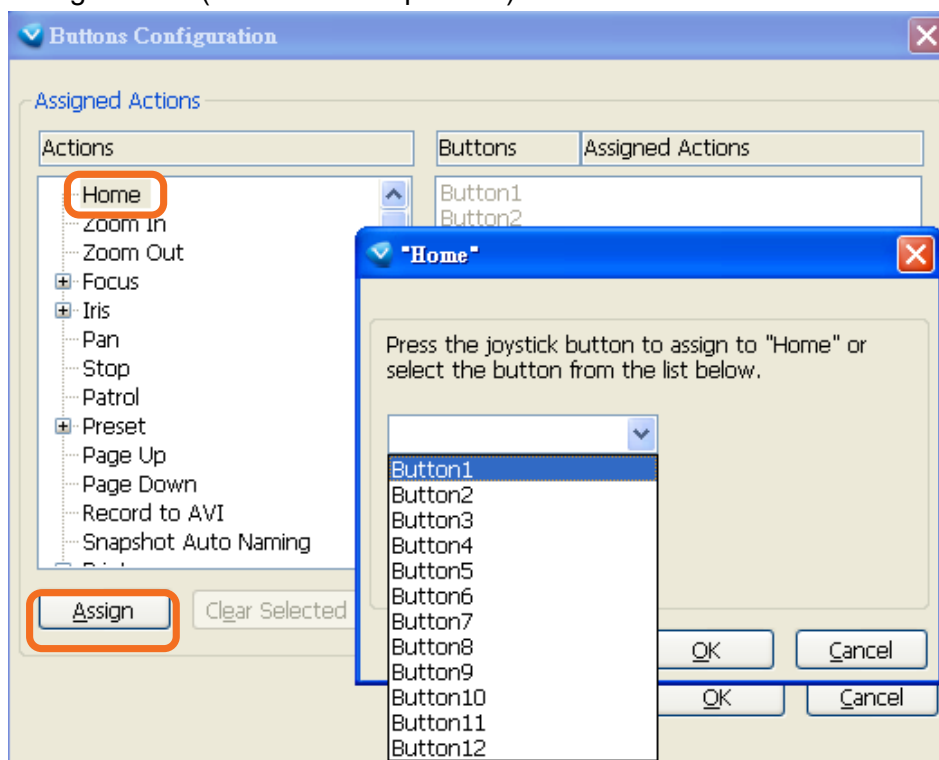 Buttons Configuration
Assigned Actions
Actions
Buttons
Assigned Actions
Home
Zoom In
Zoom Out
Focus
Iris
Pan
Stop
Patrol
Preset
Page Up
Page Down
Record to AVI
Snapshot Auto Naming
Button1
Button2
Assign
Clear Selected
"Home"
Press the joystick button to assign to "Home" or
select the button from the list below.
Button1
Button2
Button3
Button4
Button5
Button6
Button7
Button8
Button9
Button10
Button11
Button12
OK
Cancel
OK
Cancel